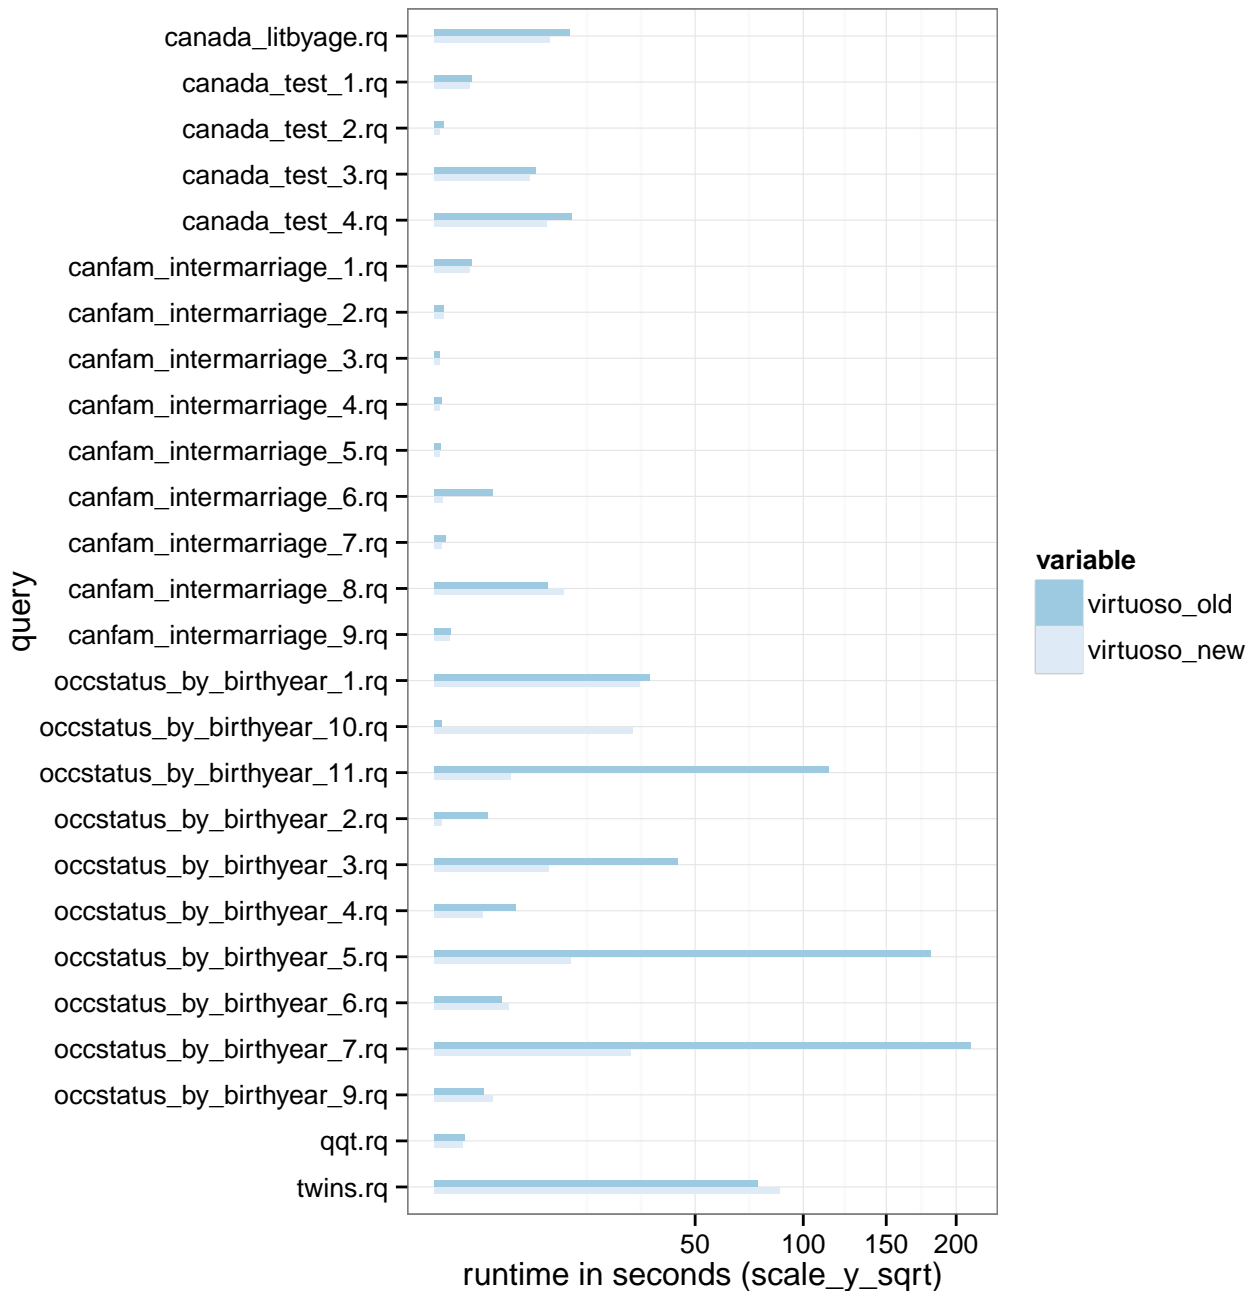 canada_litbyage.rq
canada_test_1.rq
canada_test_2.rq
canada_test_3.rq
canada_test_4.rq
canfam_intermarriage_1.rq
canfam_intermarriage_2.rq
canfam_intermarriage_3.rq
canfam_intermarriage_4.rq
canfam_intermarriage_5.rq
canfam_intermarriage_6.rq
canfam_intermarriage_7.rq
canfam_intermarriage_8.rq
canfam_intermarriage_9.rq
occstatus_by_birthyear_1.rq
occstatus_by_birthyear_10.rq
occstatus_by_birthyear_11.rq
occstatus_by_birthyear_2.rq
occstatus_by_birthyear_3.rq
occstatus_by_birthyear_4.rq
occstatus_by_birthyear_5.rq
occstatus_by_birthyear_6.rq
occstatus_by_birthyear_7.rq
occstatus_by_birthyear_9.rq
qqt.rq
twins.rq
query
50 100 150 200
runtime in seconds (scale_y_sqrt)
variable
virtuoso_old
virtuoso_new